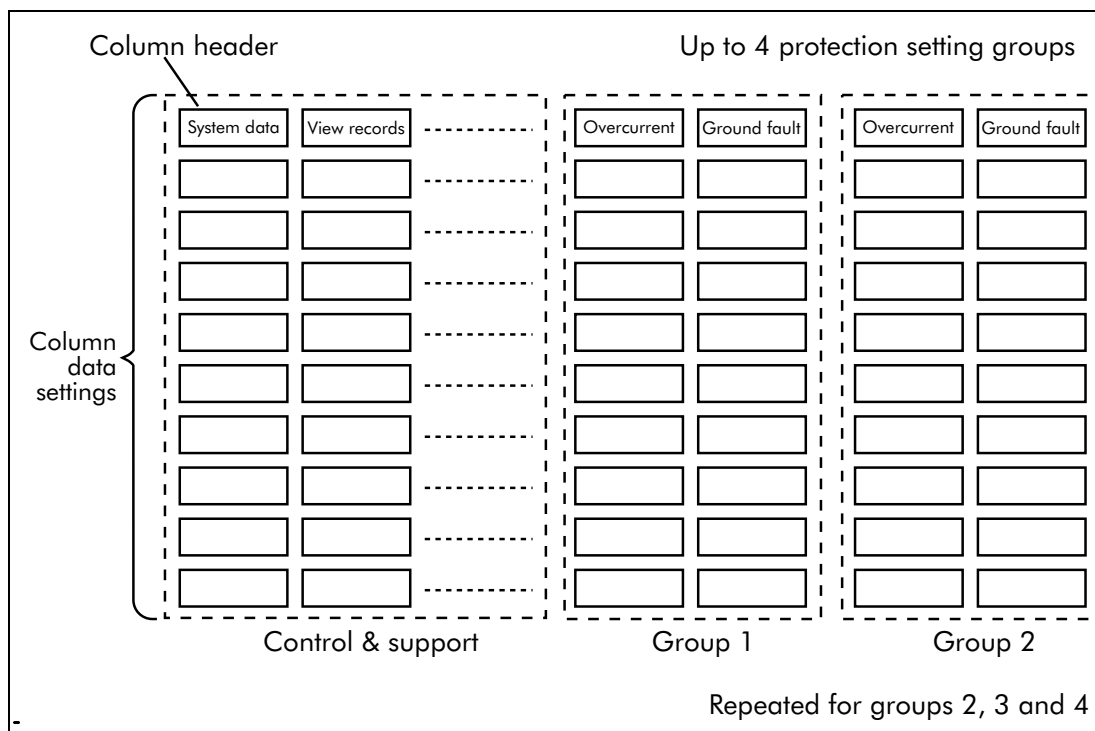 Column header
Up to 4 protection setting groups
System data
View records
Overcurrent
Ground fault
Overcurrent
Ground fault
Column
data
settings
Control & support
Group 1
Group 2
Repeated for groups 2, 3 and 4